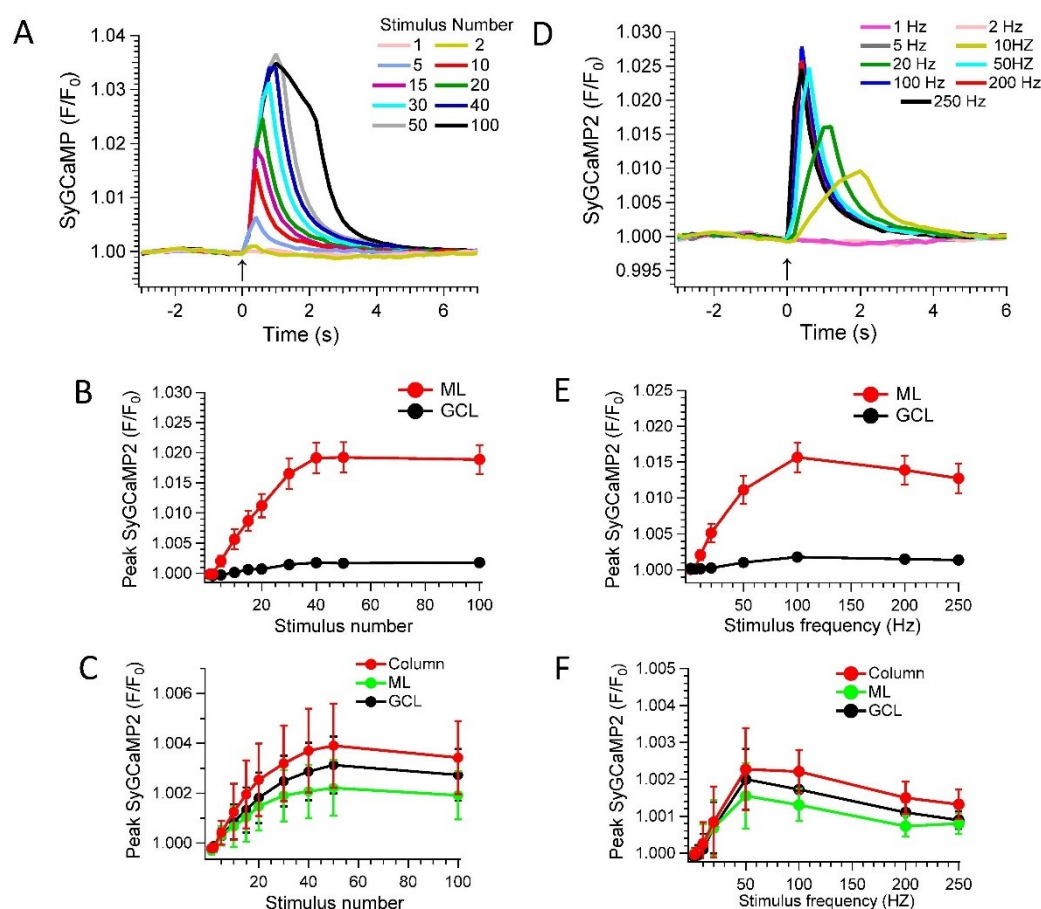 A
SyGCaMP (F/F0)
1.04
1.03
1.02
1.01
1.00
Stimulus Number
1 2
5 10
15 20
30 40
50 100
-2 0 2 4 6
Time (s)
D
SyGCaMP2 (F/F0)
1.030
1.025
1.020
1.015
1.010
1.005
1.000
0.995
1 Hz 2 Hz
5 Hz 10HZ
20 Hz 50HZ
100 Hz 200 Hz
250 Hz
-2 0 2 4 6
Time (s)
B
Peak SyGCaMP2 (F/F0)
1.030
1.025
1.020
1.015
1.010
1.005
1.000
ML
GCL
20 40 60 80 100
Stimulus number
E
Peak SyGCaMP2 (F/F0)
1.025
1.020
1.015
1.010
1.005
1.000
ML
GCL
50 100 150 200 250
Stimulus frequency (Hz)
C
Peak SyGCaMP2 (F/F0)
1.006
1.004
1.002
1.000
Column
ML
GCL
20 40 60 80 100
Stimulus number
F
Peak SyGCaMP2 (F/F0)
1.005
1.004
1.003
1.002
1.001
1.000
Column
ML
GCL
50 100 150 200 250
Stimulus frequency (HZ)